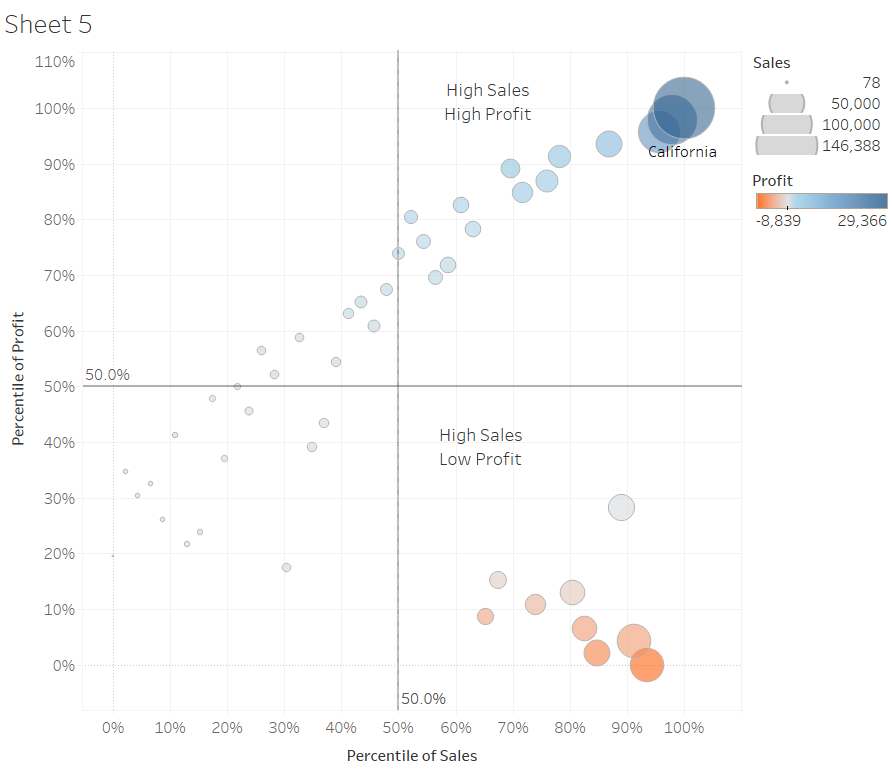 Sheet 5
110%
100%
90%
80%
70%
60%
50%
40%
30%
20%
10%
0%
Percentile of Profit
High Sales
High Profit
California
50.0%
High Sales
Low Profit
50.0%
0% 10% 20% 30% 40% 50% 60% 70% 80% 90% 100%
Percentile of Sales
Sales
78
50,000
100,000
146,388
Profit
-8,839 29,366